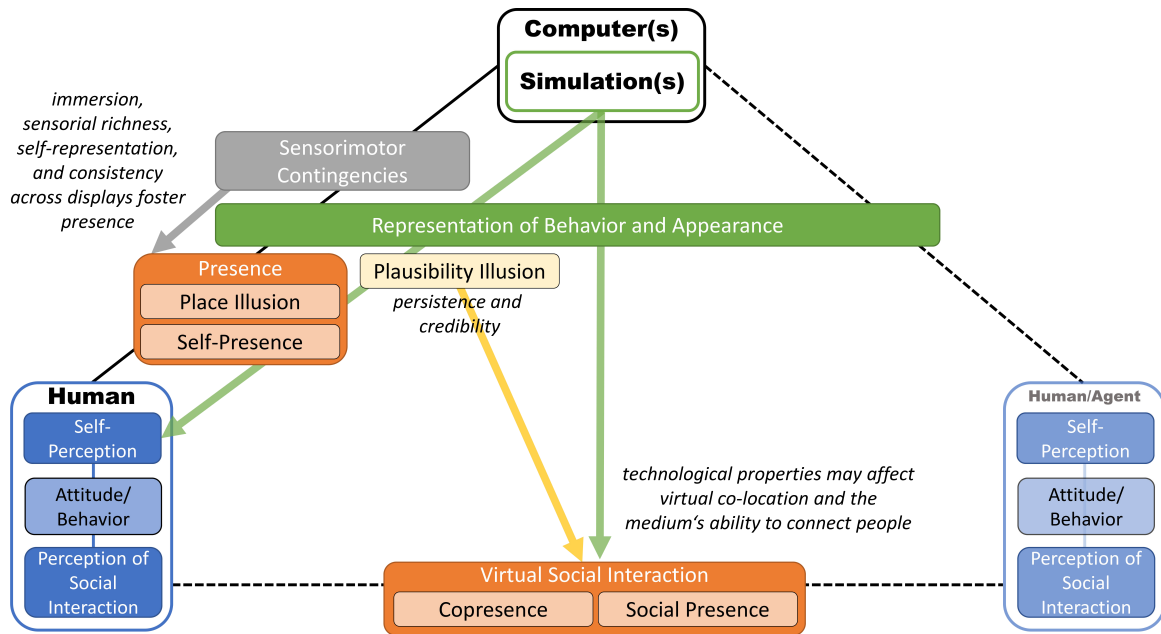 Computer(s)
Simulation(s)
immersion,
sensorial richness,
self-representation,
and consistency
across displays foster
presence
Sensorimotor
Contingencies
Representation of Behavior and Appearance
Presence
Place Illusion
Self-Presence
Plausibility Illusion
persistence and
credibility
Human
Self-
Perception
Attitude/
Behavior
Perception of
Social
Interaction
technological properties may affect
virtual co-location and the
medium‘s ability to connect people
Virtual Social Interaction
Copresence
Social Presence
Human/Agent
Self-
Perception
Attitude/
Behavior
Perception of
Social
Interaction